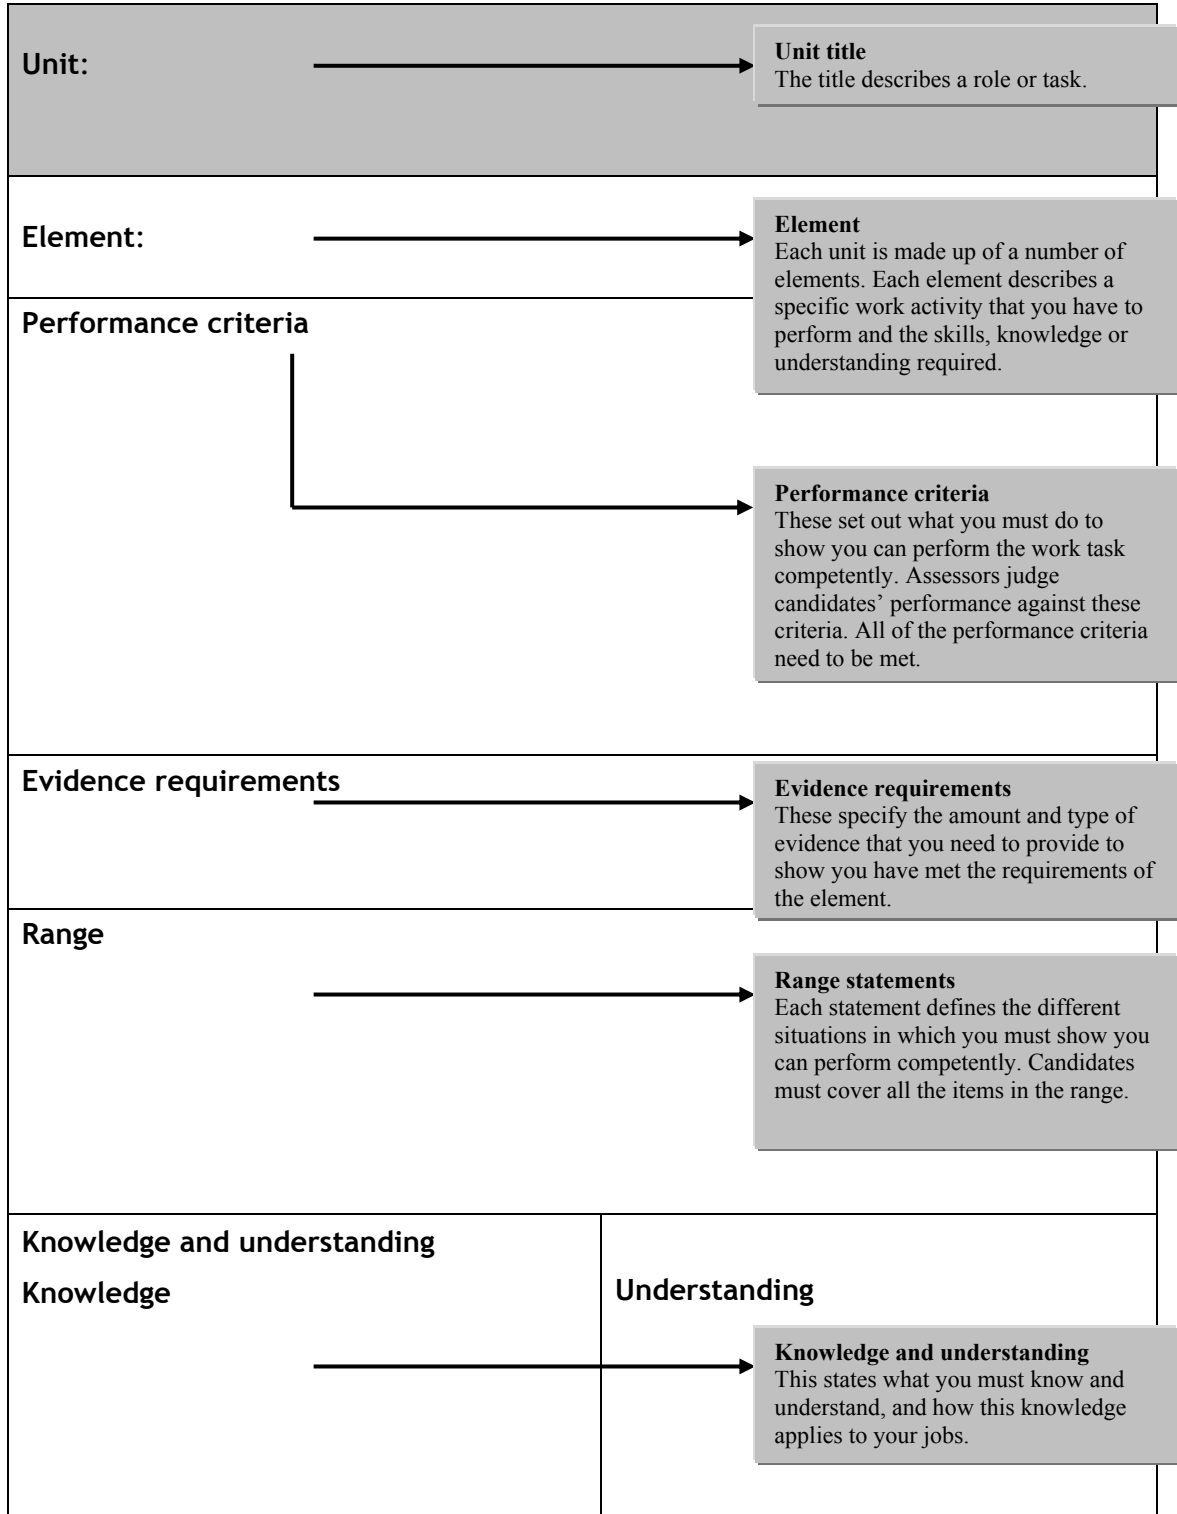 Unit:
Unit title
The title describes a role or task.
Element:
Element
Each unit is made up of a number of
elements. Each element describes a
specific work activity that you have to
perform and the skills, knowledge or
understanding required.
Performance criteria
Performance criteria
These set out what you must do to
show you can perform the work task
competently. Assessors judge
candidates’ performance against these
criteria. All of the performance criteria
need to be met.
Evidence requirements
Evidence requirements
These specify the amount and type of
evidence that you need to provide to
show you have met the requirements of
the element.
Range
Range statements
Each statement defines the different
situations in which you must show you
can perform competently. Candidates
must cover all the items in the range.
Knowledge and understanding
Knowledge
Understanding
Knowledge and understanding
This states what you must know and
understand, and how this knowledge
applies to your jobs.